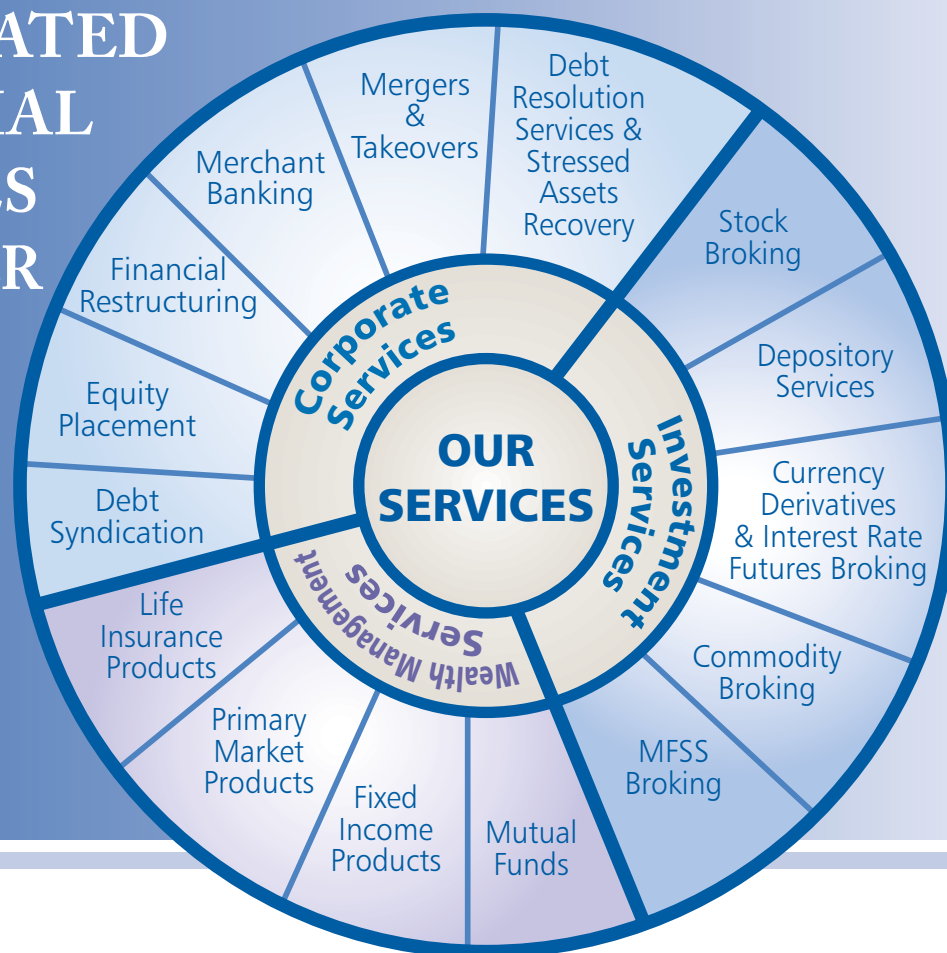 OUR
SERVICES
Corporate
Services
Debt
Syndication
Equity
Placement
Financial
Restructuring
Merchant
Banking
Mergers
&
Takeovers
Debt
Resolution
Services &
Stressed
Assets
Recovery
Investment
Services
Stock
Broking
Depository
Services
Currency
Derivatives
& Interest Rate
Futures Broking
Commodity
Broking
MFSS
Broking
Wealth Management
Services
Mutual
Funds
Fixed
Income
Products
Primary
Market
Products
Life
Insurance
Products